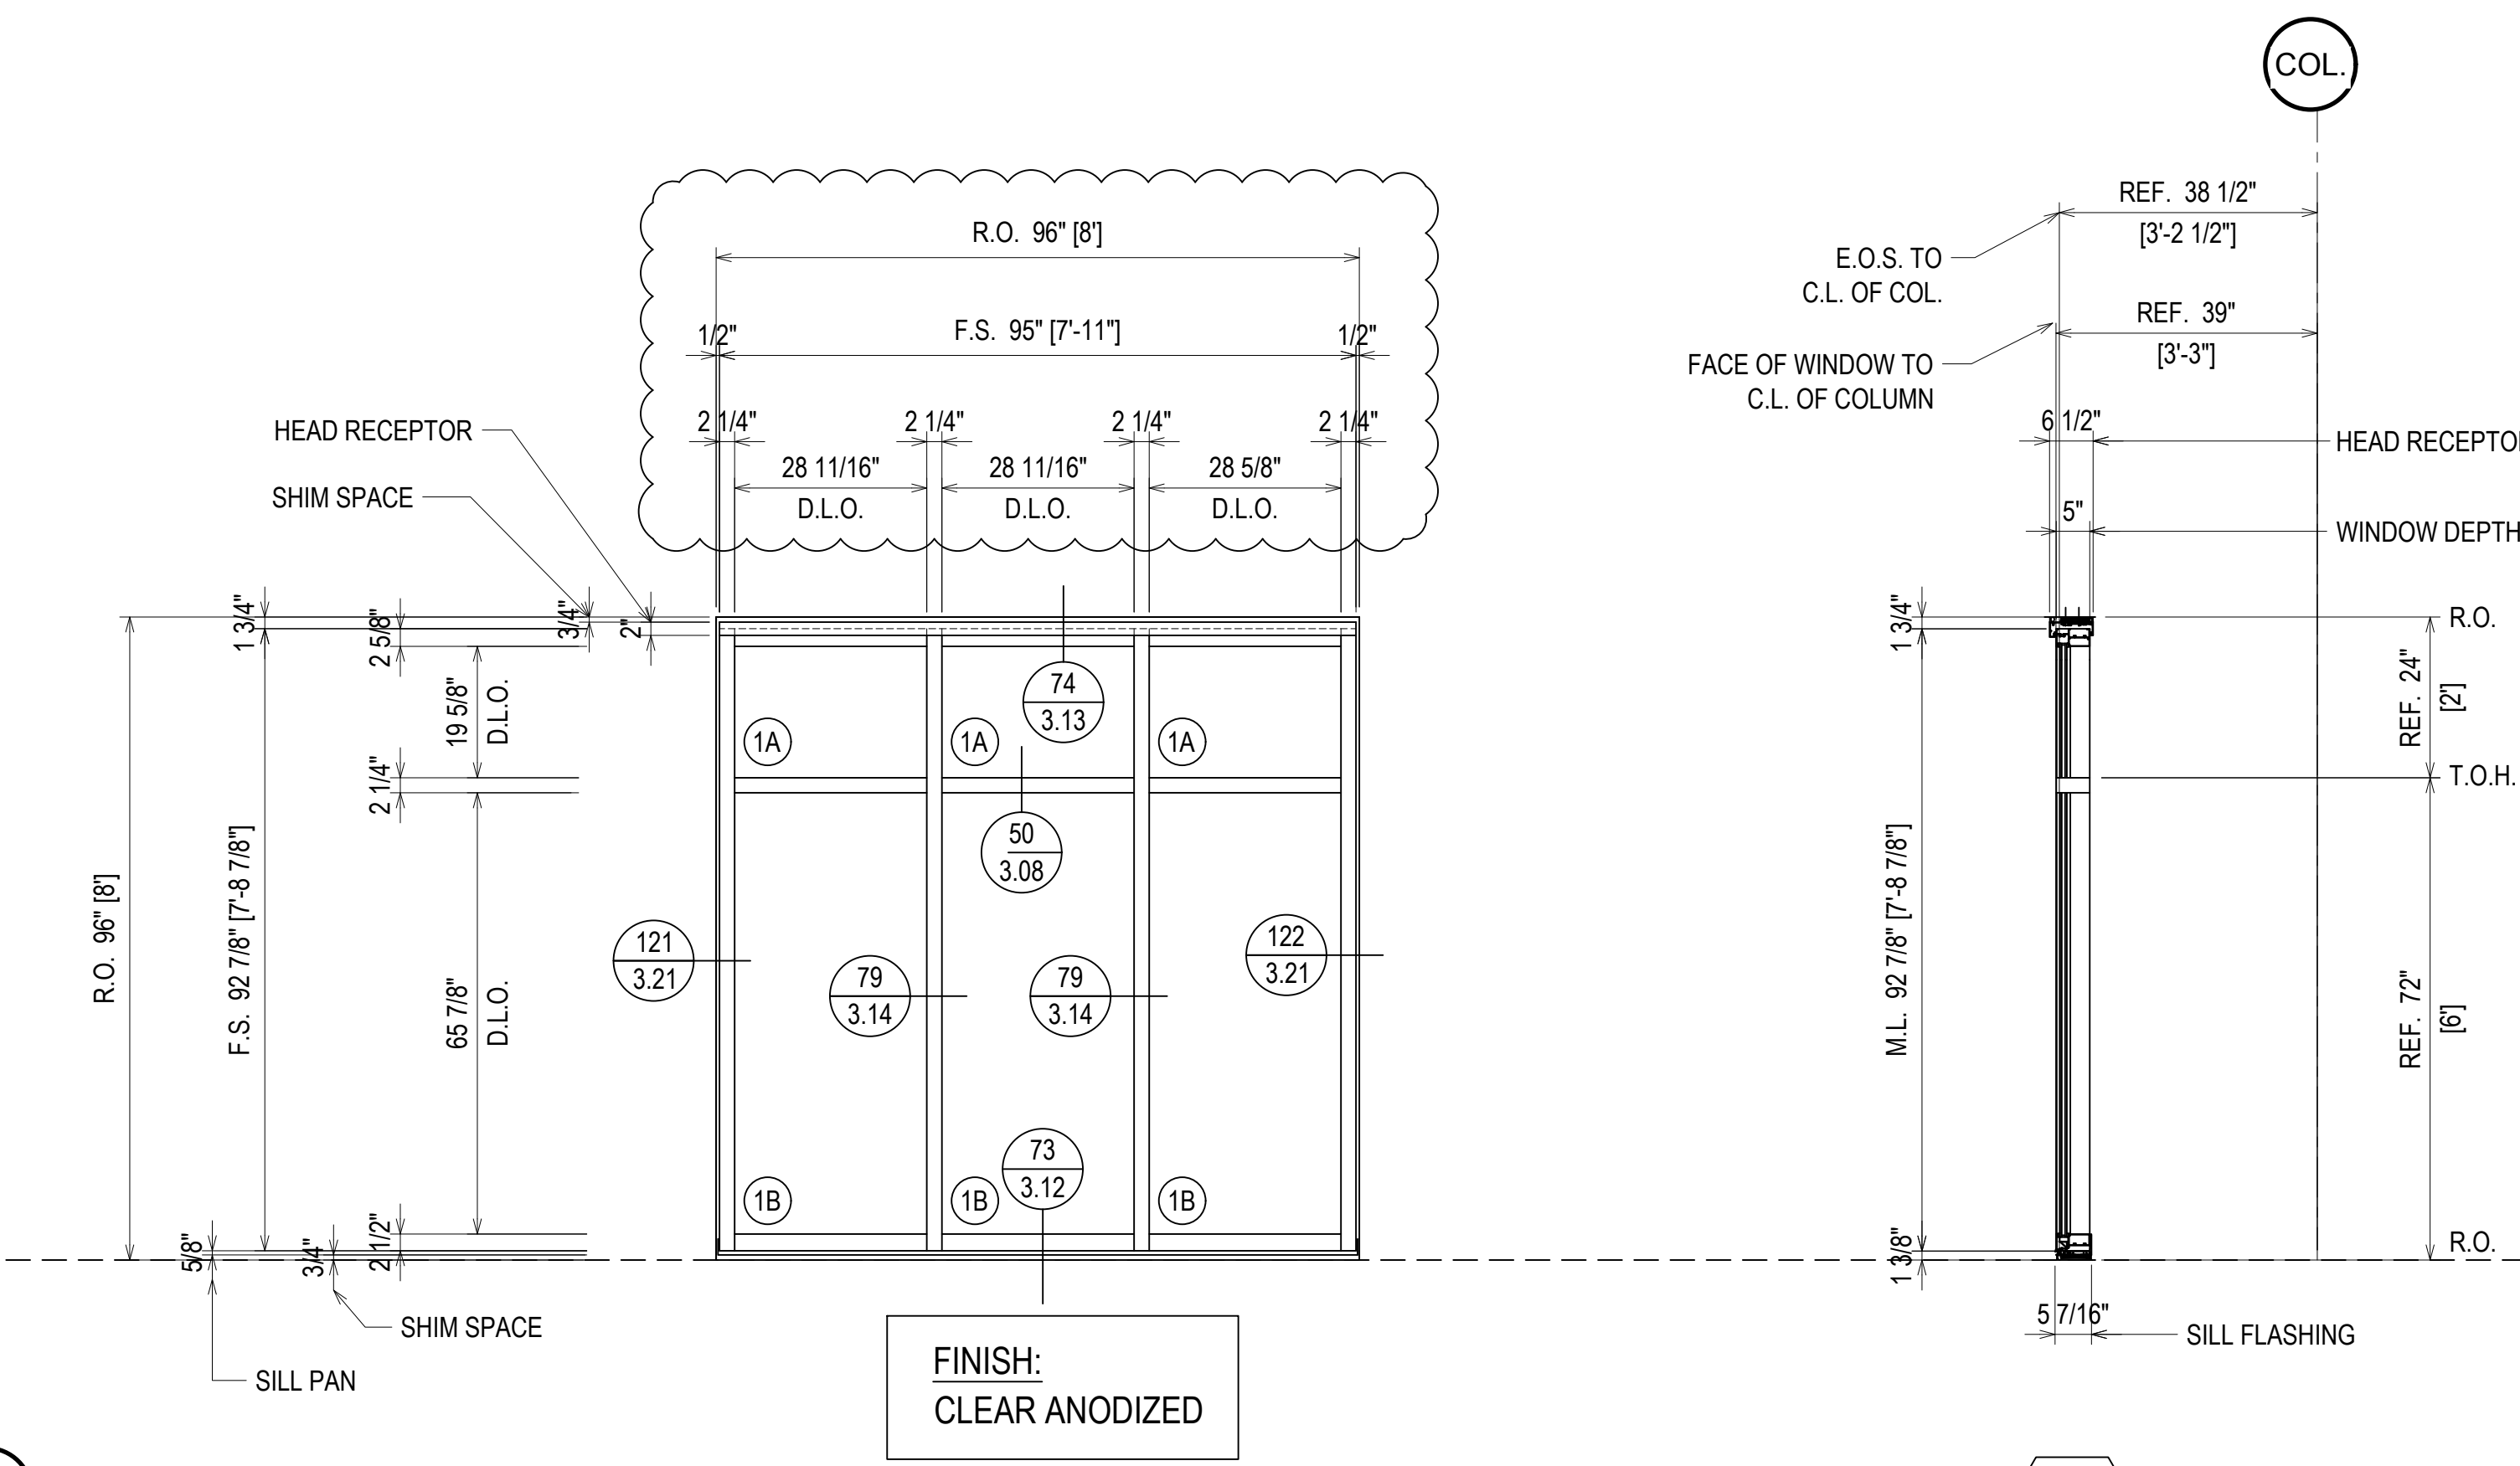 COL.
REF. 38 1/2"
[3'-2 1/2"]
E.O.S. TO
C.L. OF COL.
REF. 39"
[3'-3"]
FACE OF WINDOW TO
C.L. OF COLUMN
6 1/2"
HEAD RECEPTOR
5"
WINDOW DEPTH
R.O. 96" [8']
1/2"
F.S. 95" [7'-11"]
1/2"
2 1/4"
2 1/4"
2 1/4"
2 1/4"
28 11/16"
D.L.O.
28 11/16"
D.L.O.
28 5/8"
D.L.O.
HEAD RECEPTOR
SHIM SPACE
1 3/4"
2 5/8"
3/4"
2"
19 5/8"
D.L.O.
2 1/4"
R.O. 96" [8']
F.S. 92 7/8" [7'-8 7/8"]
65 7/8"
D.L.O.
5/8"
3/4"
2 1/2"
SHIM SPACE
SILL PAN
74
3.13
1A
1A
1A
50
3.08
121
3.21
79
3.14
79
3.14
122
3.21
73
3.12
1B
1B
1B
FINISH:
CLEAR ANODIZED
1 3/4"
M.L. 92 7/8" [7'-8 7/8"]
1 3/8"
R.O.
REF. 24"
[2']
T.O.H.
REF. 72"
[6']
R.O.
5 7/16"
SILL FLASHING